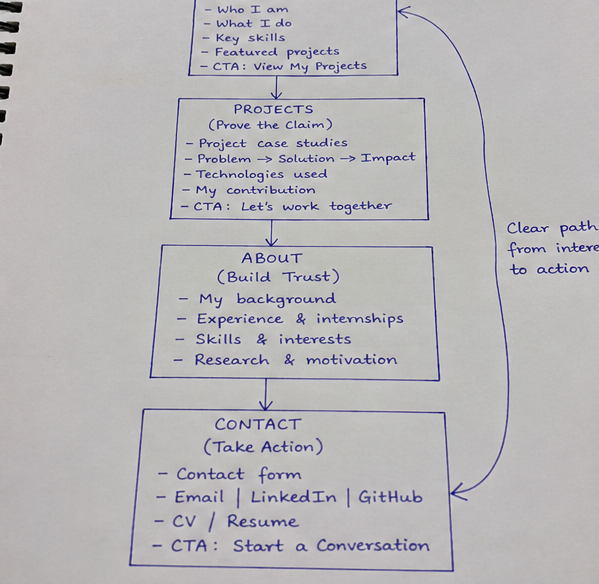 - Who I am
- What I do
- Key skills
- Featured projects
- CTA: View My Projects
PROJECTS
(Prove the Claim)
- Project case studies
- Problem → Solution → Impact
- Technologies used
- My contribution
- CTA: Let's work together
Clear path
from intere
to action
ABOUT
(Build Trust)
- My background
- Experience & internships
- Skills & interests
- Research & motivation
CONTACT
(Take Action)
- Contact form
- Email | LinkedIn | GitHub
- CV / Resume
- CTA: Start a Conversation